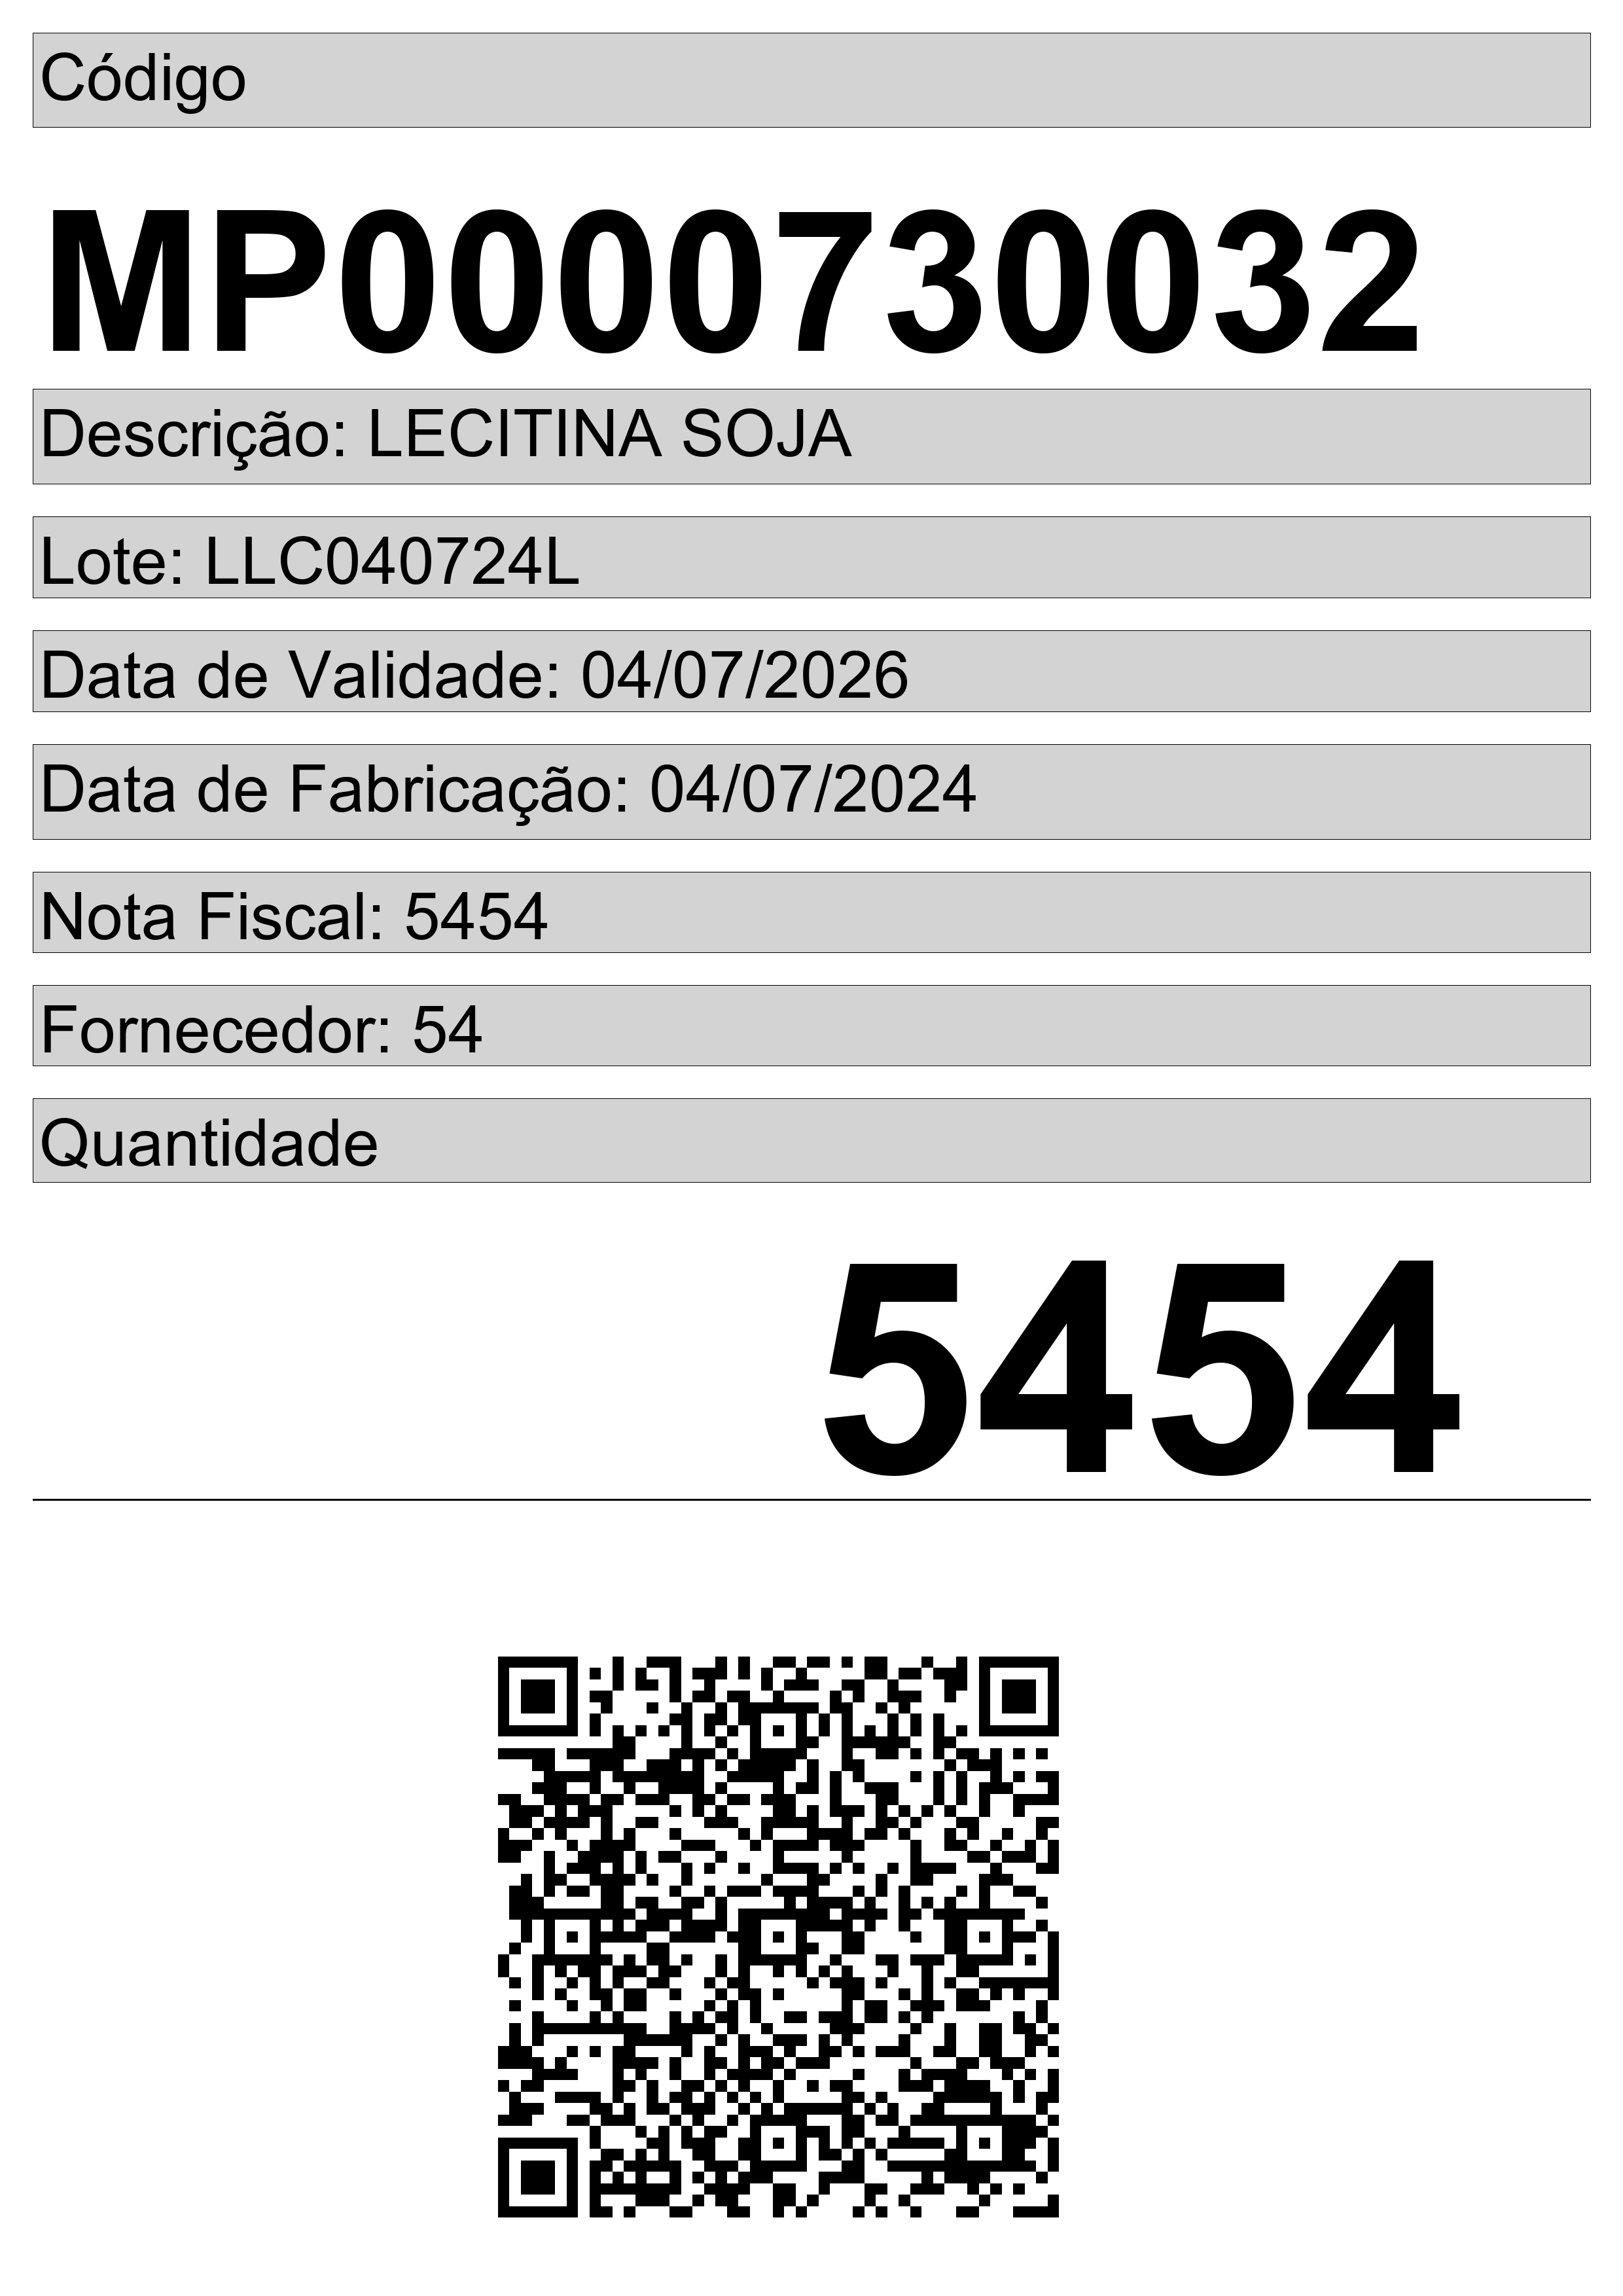 Código
MP0000730032
Descrição: LECITINA SOJA
Lote: LLC040724L
Data de Validade: 04/07/2026
Data de Fabricação: 04/07/2024
Nota Fiscal: 5454
Fornecedor: 54
Quantidade
5454